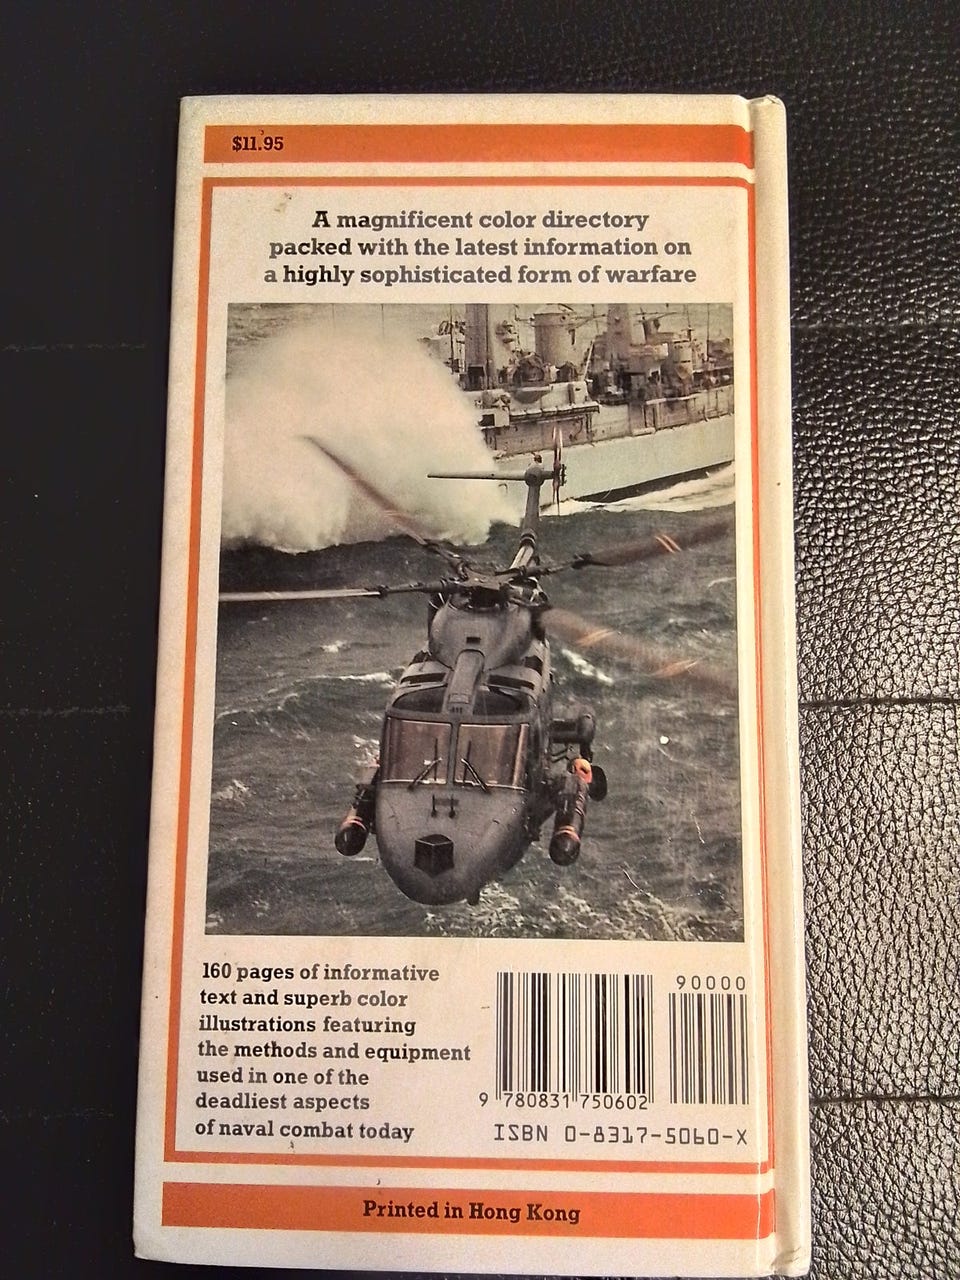 $11.95
A magnificent color directory
packed with the latest information on
a highly sophisticated form of warfare
160 pages of informative
text and superb color
illustrations featuring
the methods and equipment
used in one of the
deadliest aspects
of naval combat today
90000
9 780831 750602
ISBN 0-8317-5060-X
Printed in Hong Kong